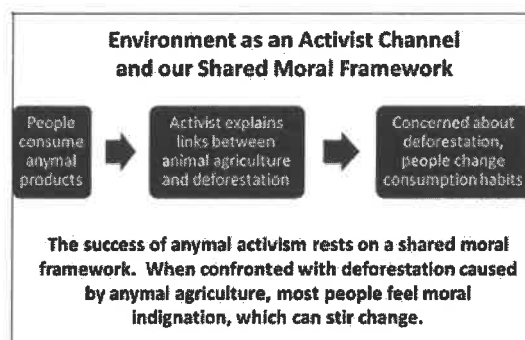 Environment as an Activist Channel
and our Shared Moral Framework
People
consume
anymal
products
Activist explains
links between
animal agriculture
and deforestation
Concerned about
deforestation,
people change
consumption habits
The success of anymal activism rests on a shared moral
framework. When confronted with deforestation caused
by anymal agriculture, most people feel moral
indignation, which can stir change.